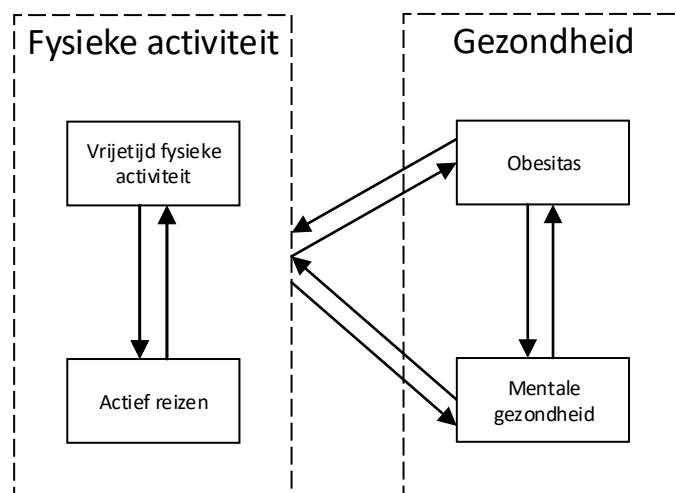 Fysieke activiteit
Gezondheid
Vrijetijd fysieke
activiteit
Obesitas
Actief reizen
Mentale
gezondheid